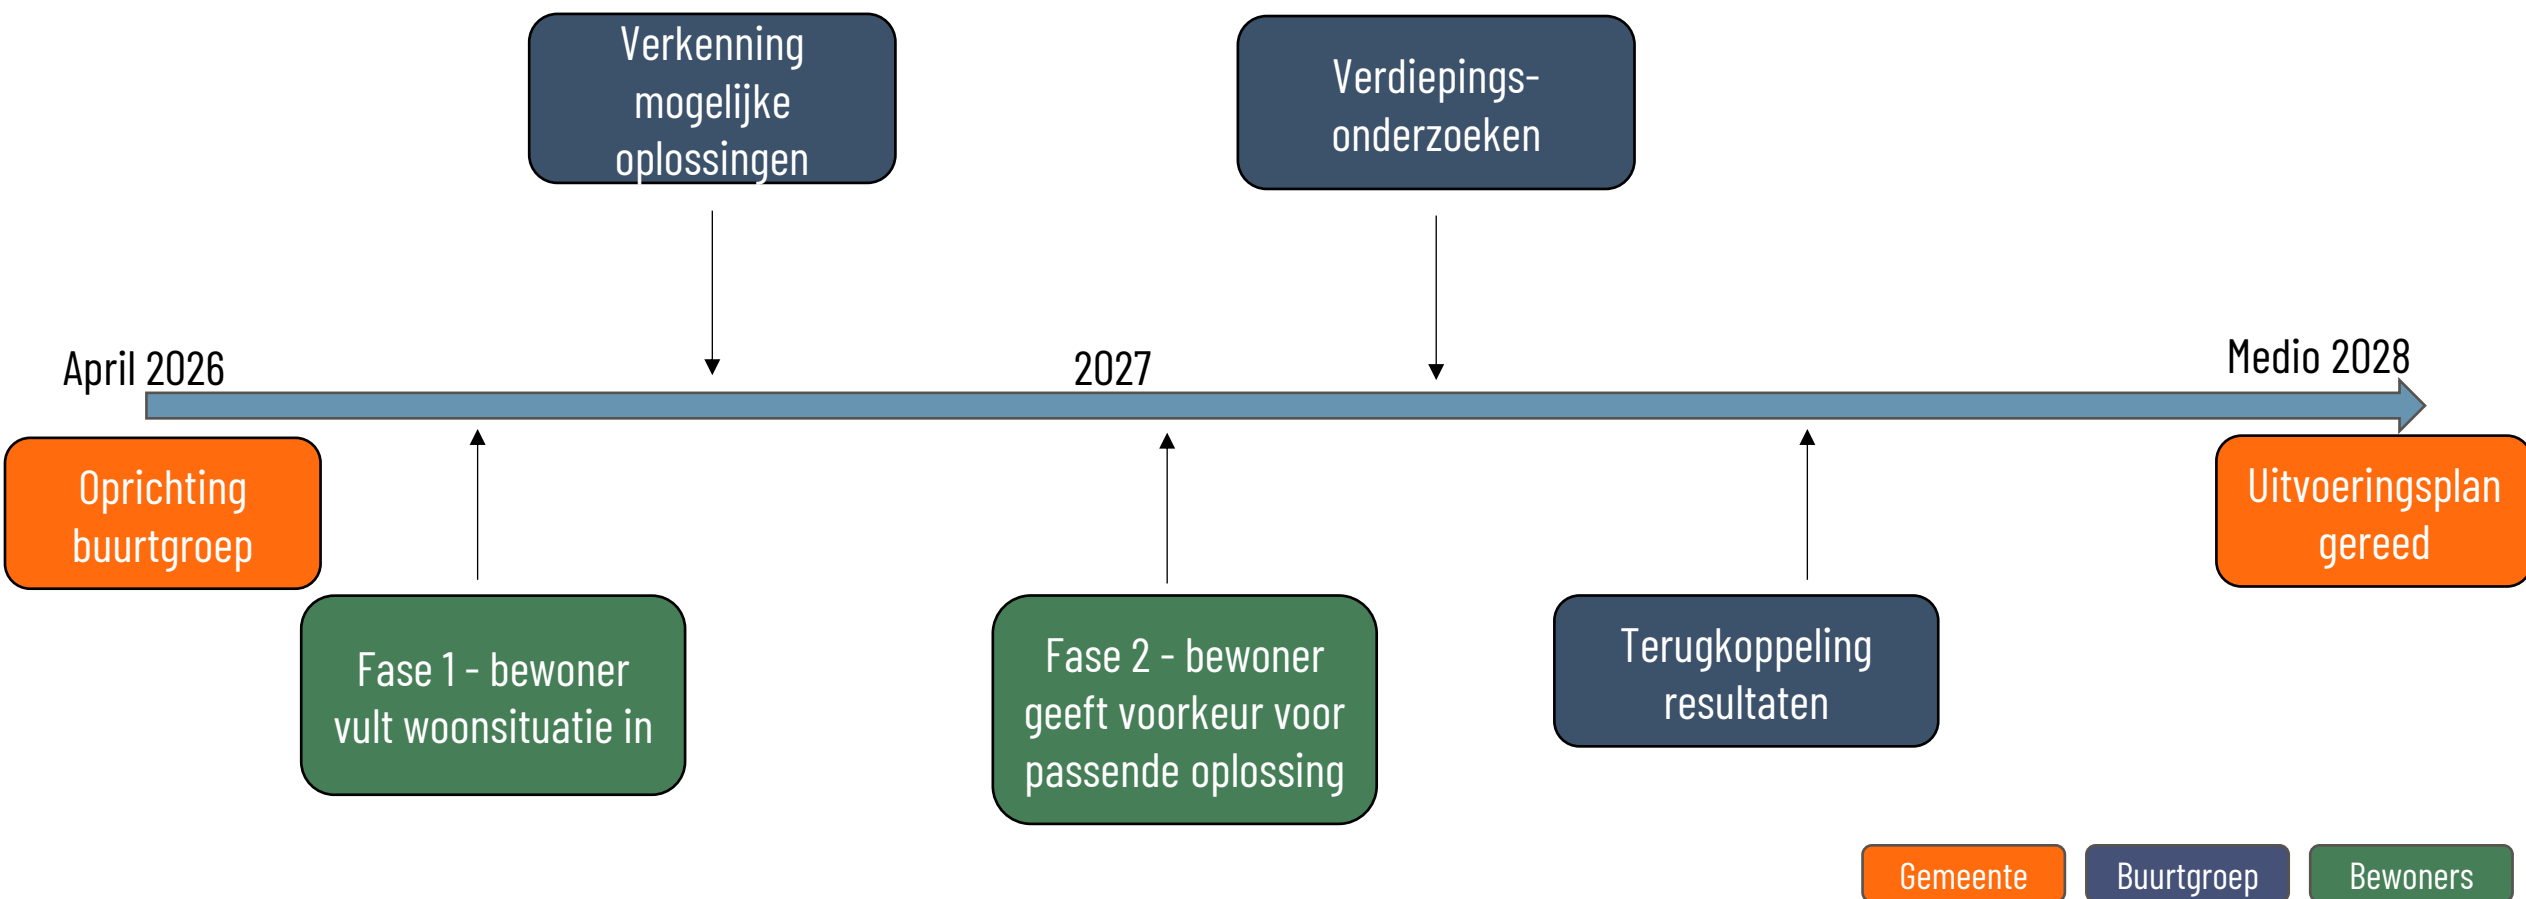 Verkenning
mogelijke
oplossingen
Verdiepings-
onderzoeken
April 2026
2027
Medio 2028
Oprichting
buurtgroep
Uitvoeringsplan
gereed
Fase 1 - bewoner
vult woonsituatie in
Fase 2 - bewoner
geeft voorkeur voor
passende oplossing
Terugkoppeling
resultaten
Gemeente
Buurtgroep
Bewoners